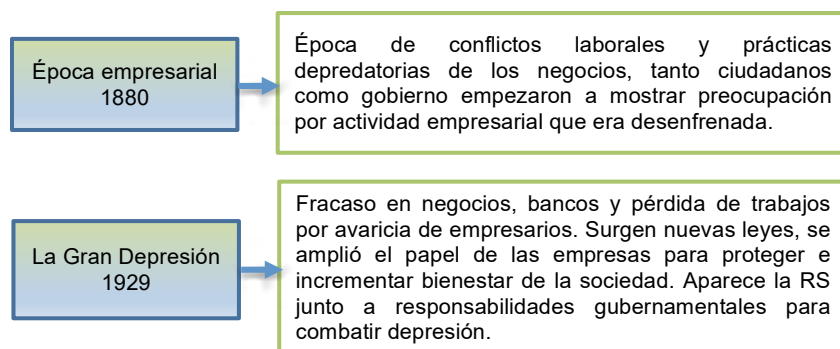 Época empresarial
1880
Época de conflictos laborales y prácticas
depredatorias de los negocios, tanto ciudadanos
como gobierno empezaron a mostrar preocupación
por actividad empresarial que era desenfrenada.
La Gran Depresión
1929
Fracaso en negocios, bancos y pérdida de trabajos
por avaricia de empresarios. Surgen nuevas leyes, se
amplió el papel de las empresas para proteger e
incrementar bienestar de la sociedad. Aparece la RS
junto a responsabilidades gubernamentales para
combatir depresión.